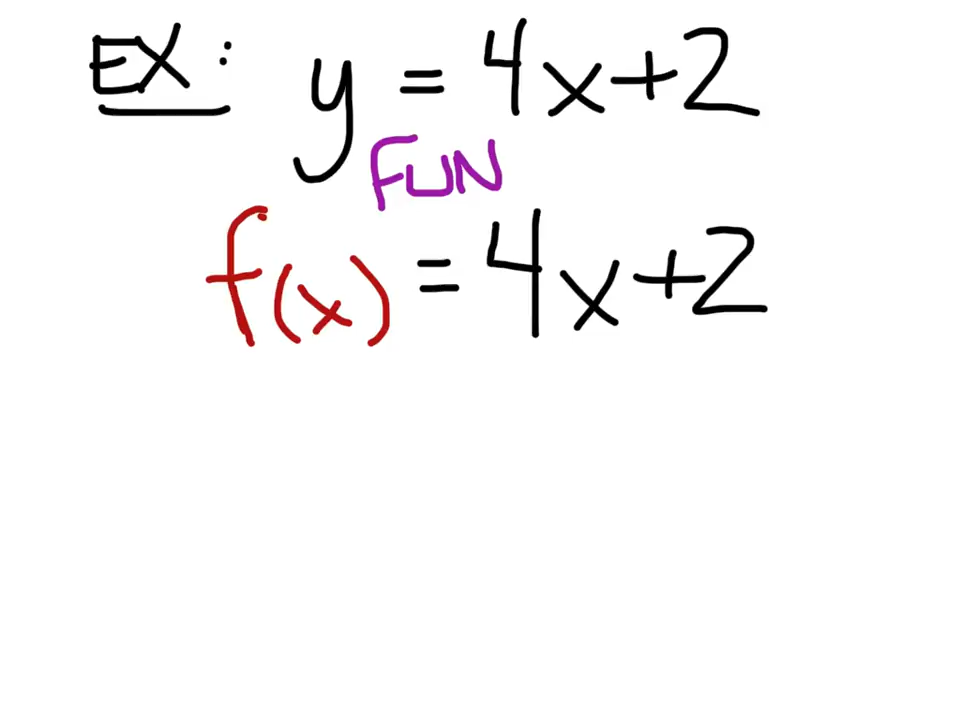 EX: y = 4x+2
FUN
f(x) = 4x+2